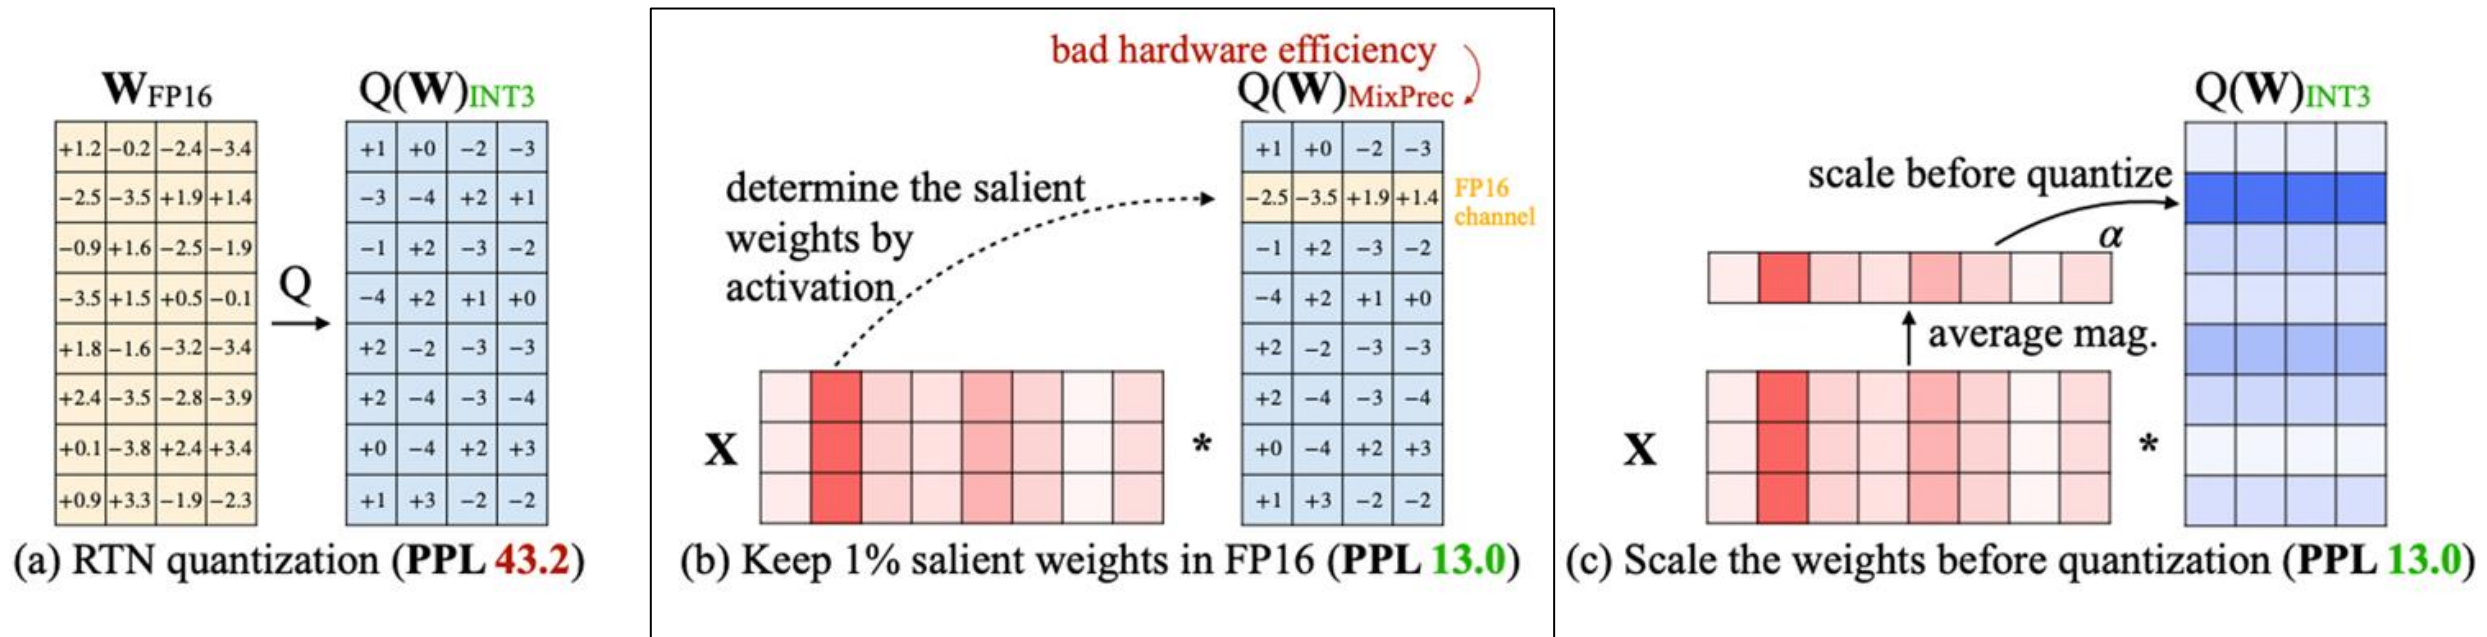 W FP16
Q(W) INT3
+1.2 −0.2 −2.4 −3.4
−2.5 −3.5 +1.9 +1.4
−0.9 +1.6 −2.5 −1.9
−3.5 +1.5 +0.5 −0.1
+1.8 −1.6 −3.2 −3.4
+2.4 −3.5 −2.8 −3.9
+0.1 −3.8 +2.4 +3.4
+0.9 +3.3 −1.9 −2.3
Q
+1 +0 −2 −3
−3 −4 +2 +1
−1 +2 −3 −2
−4 +2 +1 +0
+2 −2 −3 −3
+2 −4 −3 −4
+0 −4 +2 +3
+1 +3 −2 −2
(a) RTN quantization (PPL 43.2)
bad hardware efficiency
Q(W) MixPrec
determine the salient
weights by
activation
+1 +0 −2 −3
−2.5 −3.5 +1.9 +1.4
−1 +2 −3 −2
−4 +2 +1 +0
+2 −2 −3 −3
+2 −4 −3 −4
+0 −4 +2 +3
+1 +3 −2 −2
FP16
channel
X
*
(b) Keep 1% salient weights in FP16 (PPL 13.0)
Q(W) INT3
scale before quantize
α
average mag.
X
*
(c) Scale the weights before quantization (PPL 13.0)